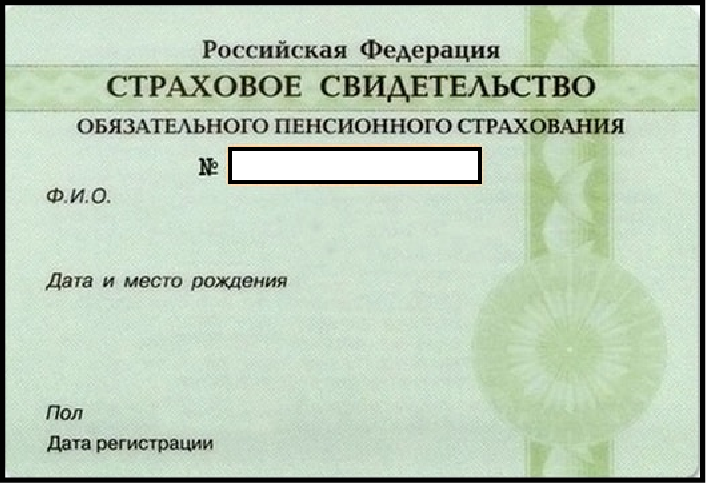 Российская Федерация
СТРАХОВОЕ СВИДЕТЕЛЬСТВО
ОБЯЗАТЕЛЬНОГО ПЕНСИОННОГО СТРАХОВАНИЯ
№
Ф.И.О.
Дата и место рождения
Пол
Дата регистрации